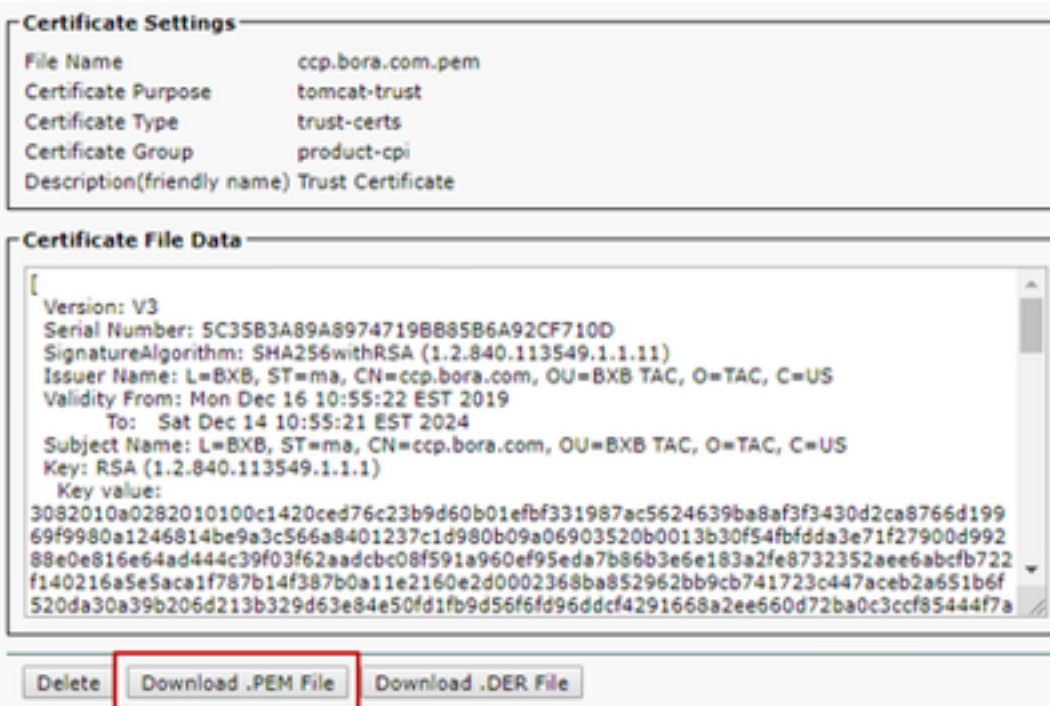 Certificate Settings
File Name ccp.bora.com.pem
Certificate Purpose tomcat-trust
Certificate Type trust-certs
Certificate Group product-cpi
Description(friendly name) Trust Certificate
Certificate File Data
[
Version: V3
Serial Number: 5C35B3A89A8974719BB85B6A92CF710D
SignatureAlgorithm: SHA256withRSA (1.2.840.113549.1.1.11)
Issuer Name: L=BXB, ST=ma, CN=ccp.bora.com, OU=BXB TAC, O=TAC, C=US
Validity From: Mon Dec 16 10:55:22 EST 2019
To: Sat Dec 14 10:55:21 EST 2024
Subject Name: L=BXB, ST=ma, CN=ccp.bora.com, OU=BXB TAC, O=TAC, C=US
Key: RSA (1.2.840.113549.1.1.1)
Key value:
3082010a0282010100c1420ced76c23b9d60b01efbf331987ac5624639ba8af3f3430d2ca8766d199
69f9980a1246814be9a3c566a8401237c1d980b09a06903520b0013b30f54fbfdda3e71f27900d992
88e0e816e64ad444c39f03f62aadcbc08f591a960ef95eda7b86b3e6e183a2fe8732352aee6abcfb722
f140216a5e5aca1f787b14f387b0a11e2160e2d0002368ba852962bb9cb741723c447aceb2a651b6f
520da30a39b206d213b329d63e84e50fd1fb9d56f6fd96ddcf4291668a2ee660d72ba0c3ccf85444f7a
Delete Download .PEM File Download .DER File